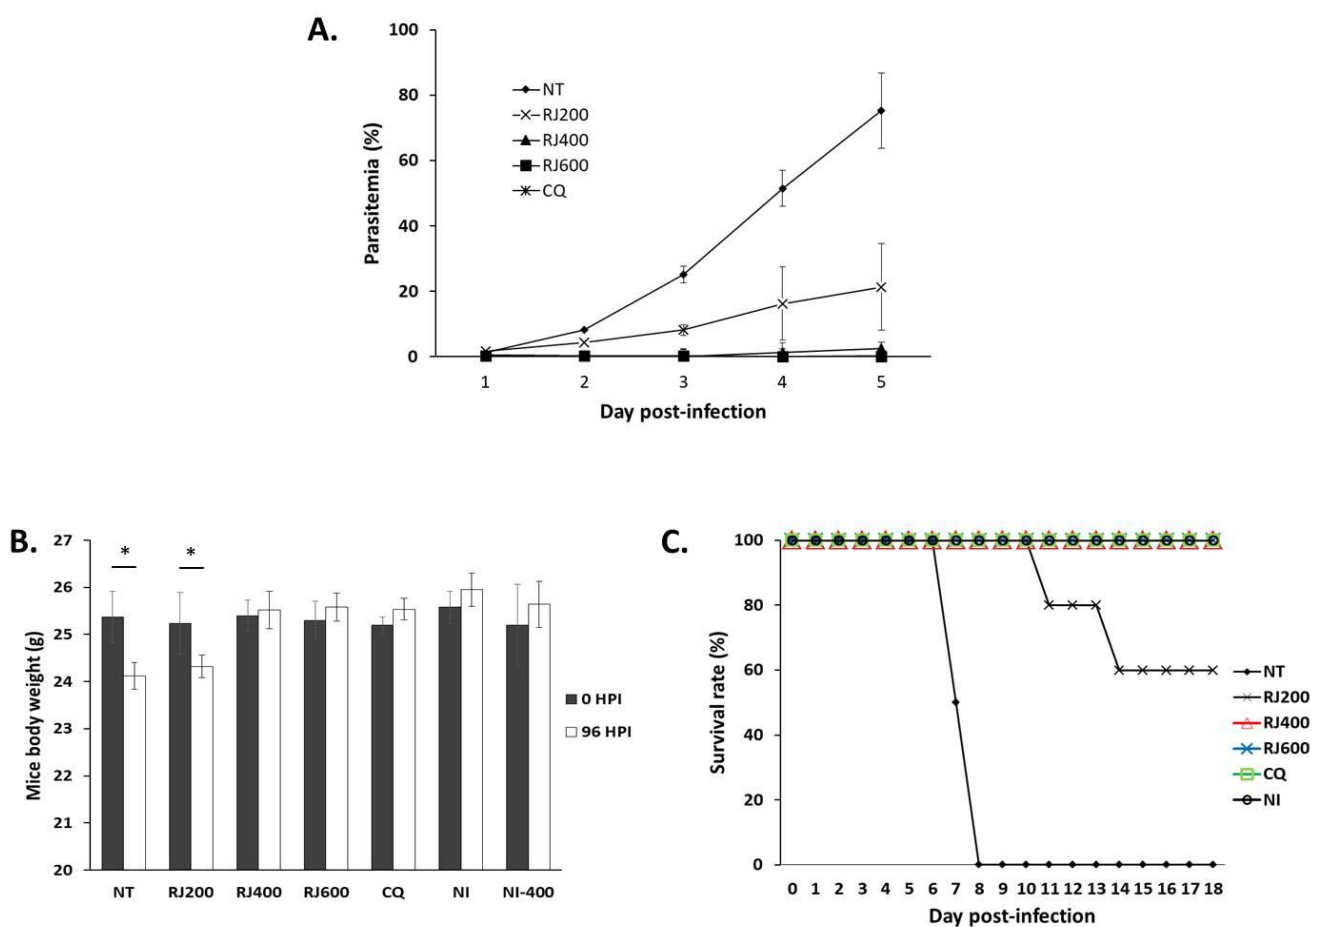 A.
100
80
60
40
20
0
Parasitemia (%)
NT
RJ200
RJ400
RJ600
CQ
1 2 3 4 5
Day post-infection
B.
27
26
25
24
23
22
21
20
Mice body weight (g)
* *
0 HPI
96 HPI
NT RJ200 RJ400 RJ600 CQ NI NI-400
C.
100
80
60
40
20
0
Survival rate (%)
NT
RJ200
RJ400
RJ600
CQ
NI
0 1 2 3 4 5 6 7 8 9 10 11 12 13 14 15 16 17 18
Day post-infection